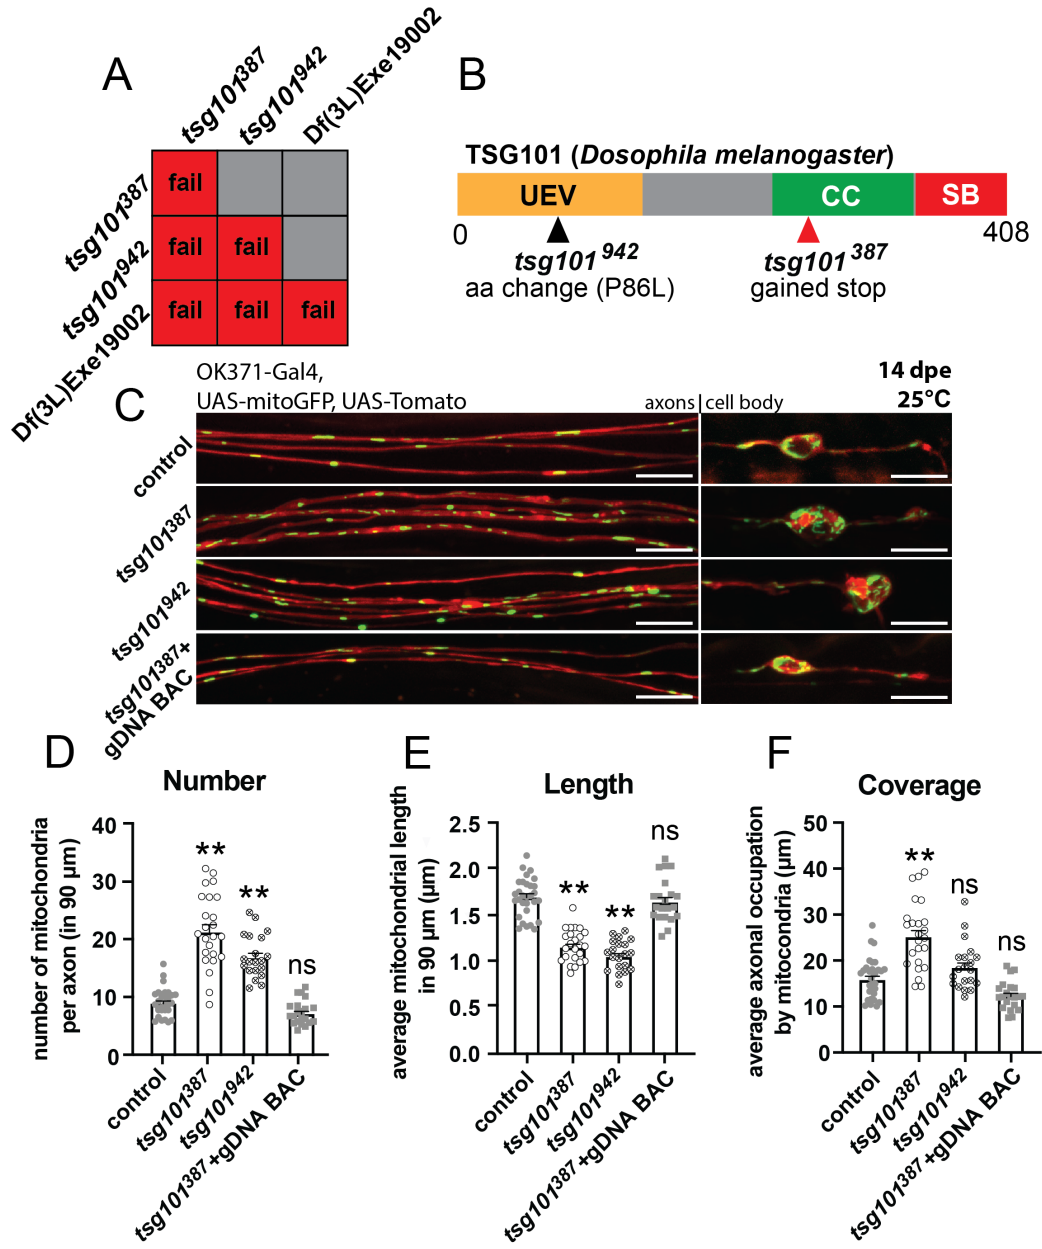 A
tsg101387
tsg101942
Df(3L)Exe19002
tsg101387
fail
tsg101942
fail
fail
Df(3L)Exe19002
fail
fail
fail
B
TSG101 (Dosophila melanogaster)
UEV
CC
SB
0
408
tsg101 942
tsg101 387
aa change (P86L)
gained stop
C
OK371-Gal4,
UAS-mitoGFP, UAS-Tomato
axons
cell body
14 dpe
25°C
control
tsg101387
tsg101942
tsg101387+
gDNA BAC
D
Number
number of mitochondria
per axon (in 90 µm)
40
30
20
10
0
**
**
ns
control
tsg101387
tsg101942
tsg101387+gDNA BAC
E
Length
average mitochondrial length
in 90 µm (µm)
2.5
2.0
1.5
1.0
0.5
0.0
**
**
ns
control
tsg101387
tsg101942
tsg101387+gDNA BAC
F
Coverage
average axonal occupation
by mitocondria (µm)
50
40
30
20
10
0
**
ns
ns
control
tsg101387
tsg101942
tsg101387+gDNA BAC